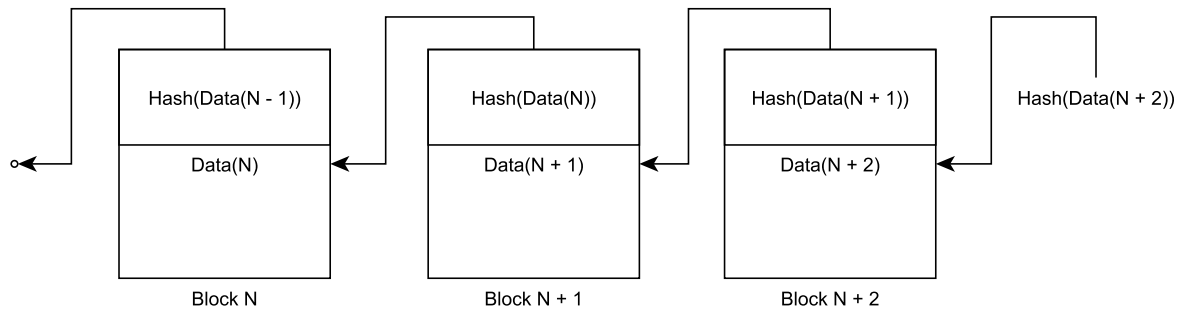 Hash(Data(N - 1))
Hash(Data(N))
Hash(Data(N + 1))
Hash(Data(N + 2))
Data(N)
Data(N + 1)
Data(N + 2)
Block N
Block N + 1
Block N + 2